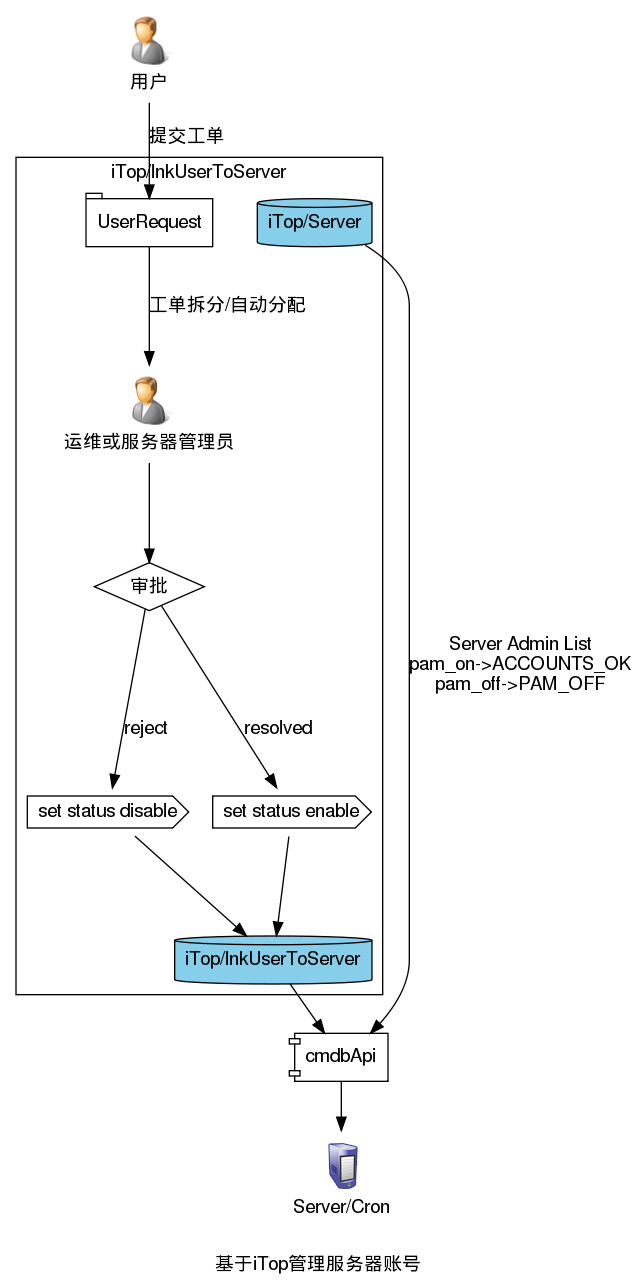 用户
提交工单
iTop/lnkUserToServer
UserRequest
iTop/Server
工单拆分/自动分配
运维或服务器管理员
审批
Server Admin List
pam_on->ACCOUNTS_OK
pam_off->PAM_OFF
reject
resolved
set status disable
set status enable
iTop/lnkUserToServer
cmdbApi
Server/Cron
基于iTop管理服务器账号